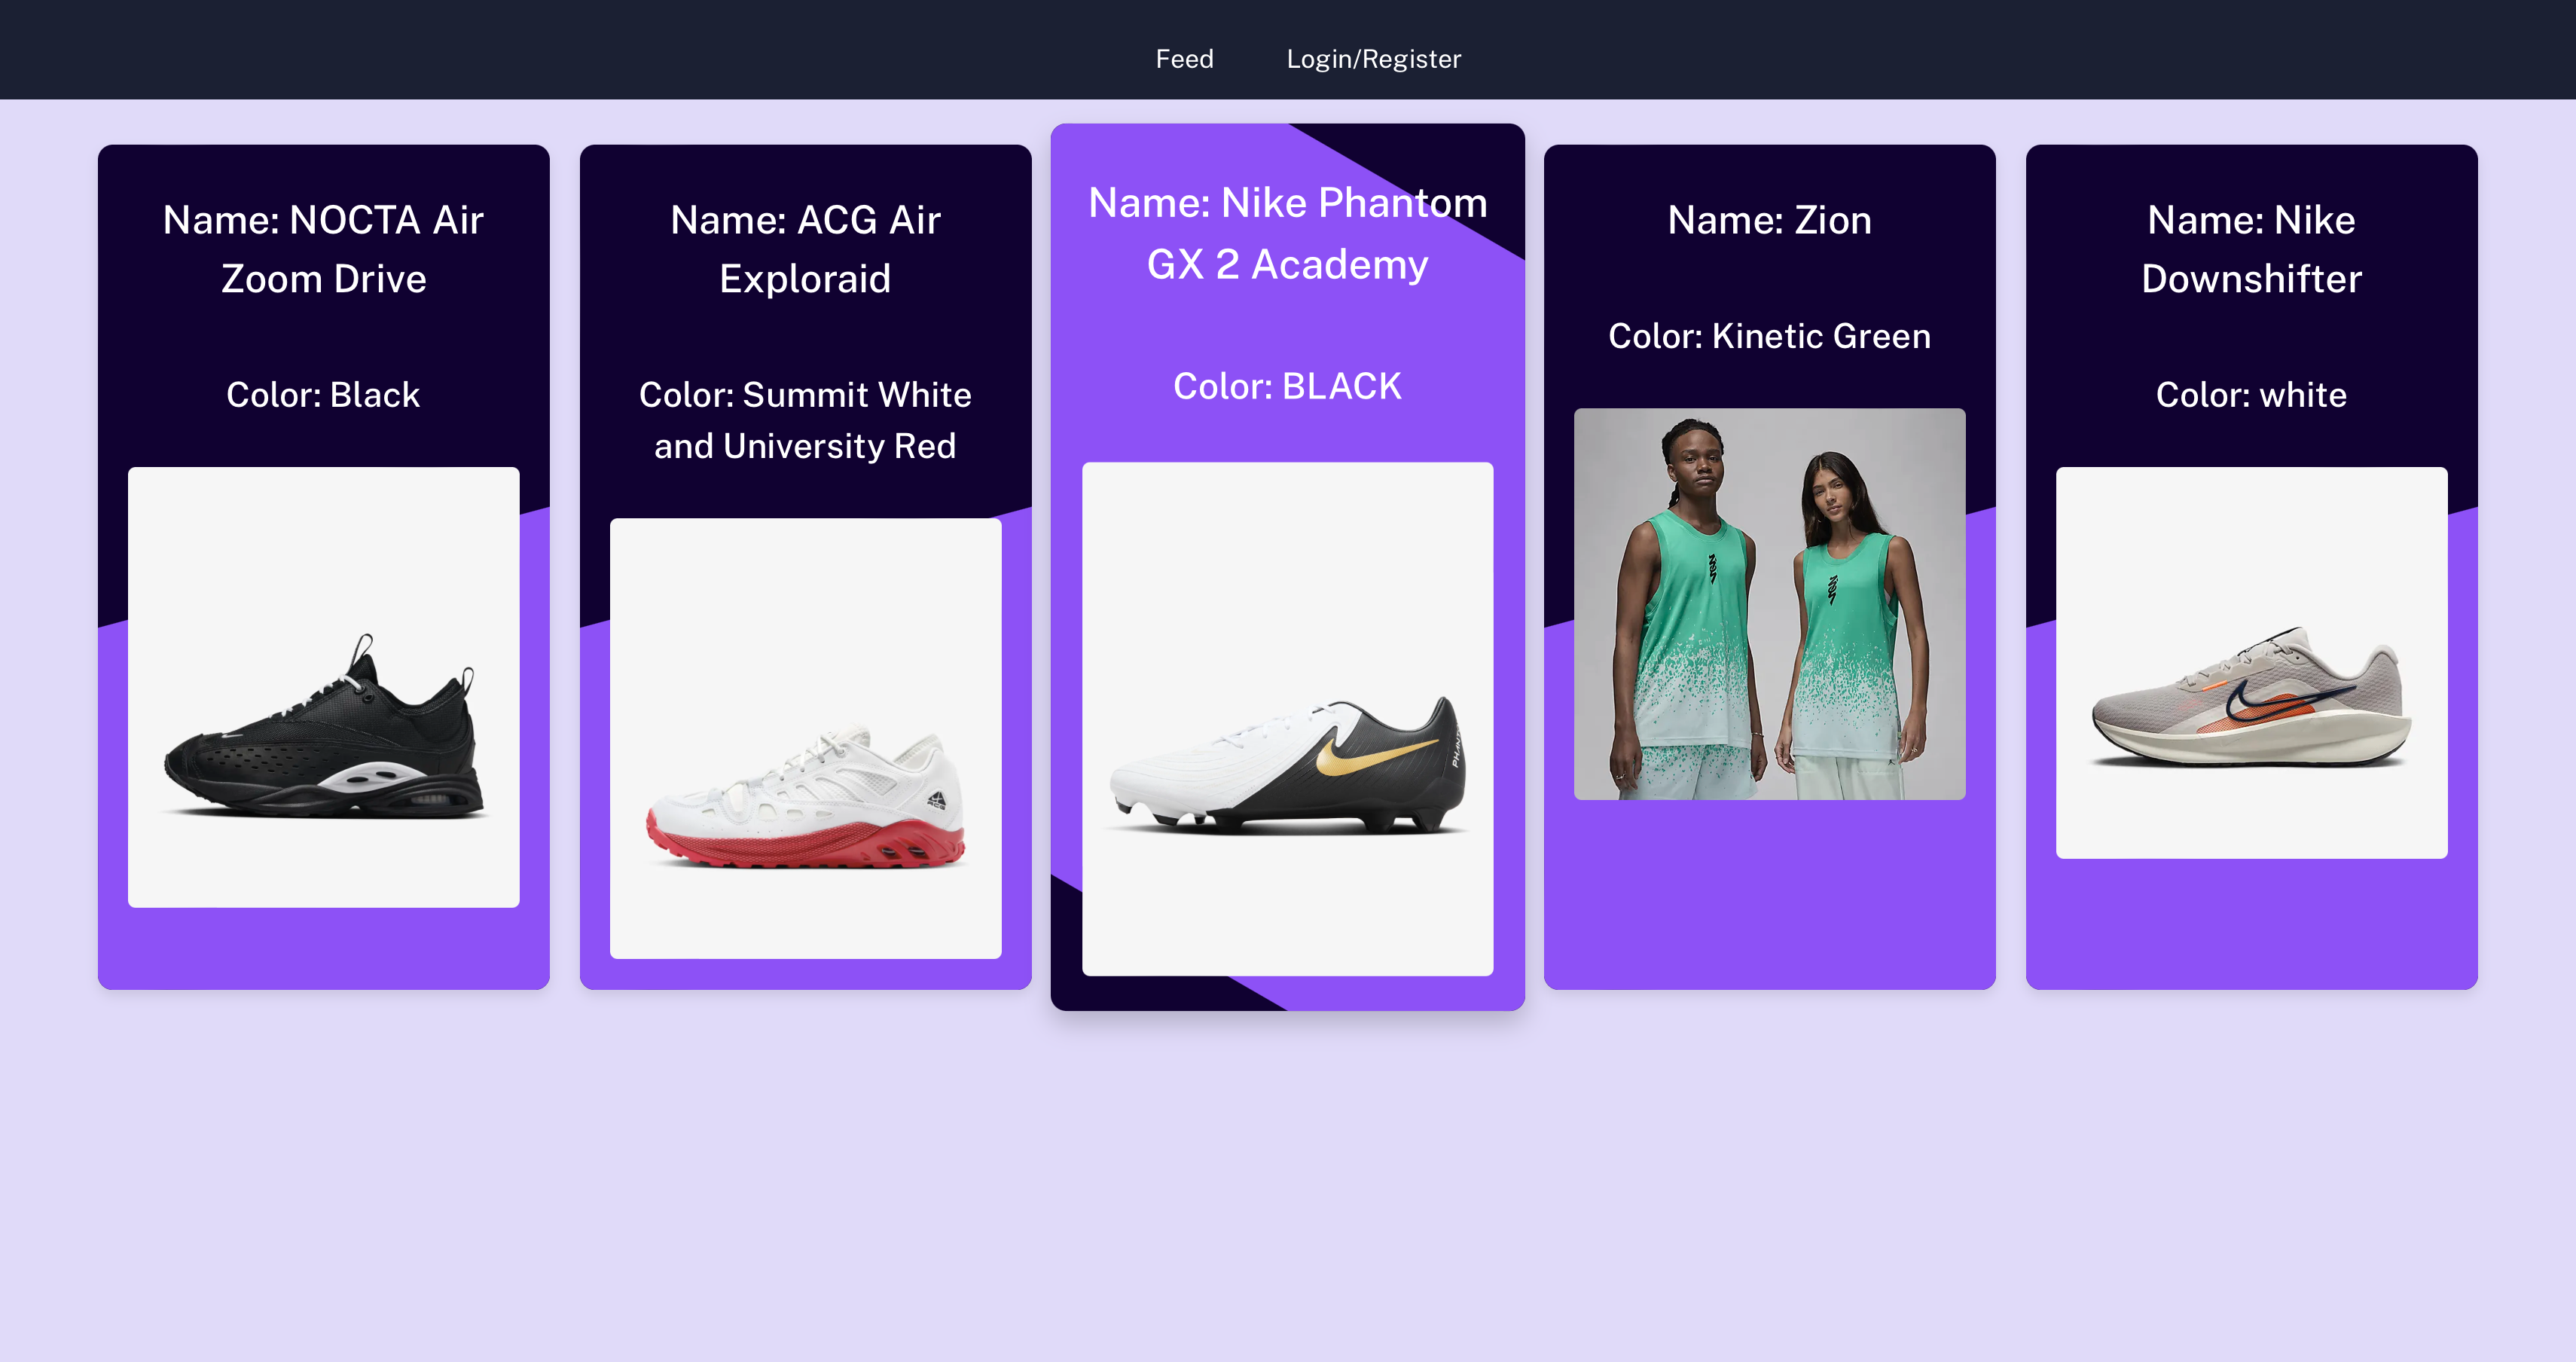 Feed
Login/Register
Name: NOCTA Air
Zoom Drive
Color: Black
Name: ACG Air
Exploraid
Color: Summit White
and University Red
ACG
Name: Nike Phantom
GX 2 Academy
Color: BLACK
Name: Zion
Color: Kinetic Green
Name: Nike
Downshifter
Color: white